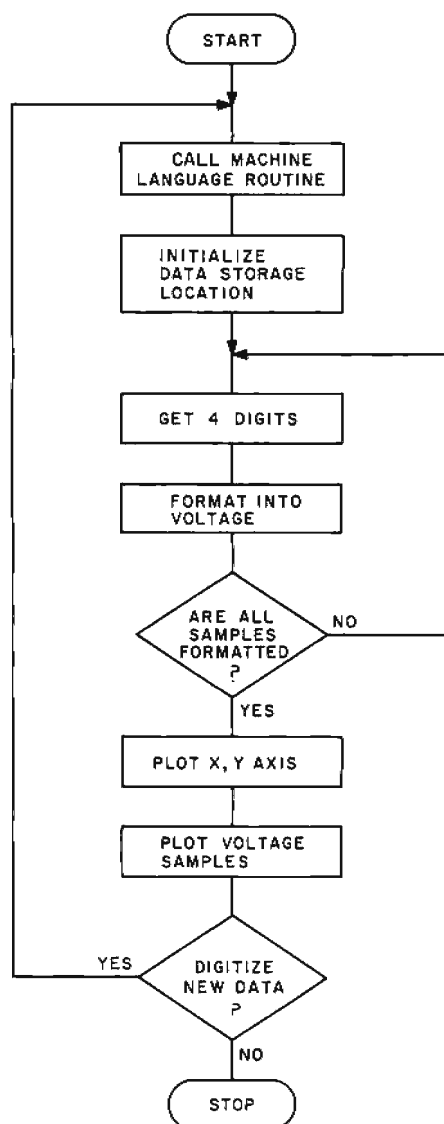 START
CALL MACHINE
LANGUAGE ROUTINE
INITIALIZE
DATA STORAGE
LOCATION
GET 4 DIGITS
FORMAT INTO
VOLTAGE
ARE ALL
SAMPLES
FORMATTED
?
NO
YES
PLOT X, Y AXIS
PLOT VOLTAGE
SAMPLES
YES
DIGITIZE
NEW DATA
?
NO
STOP